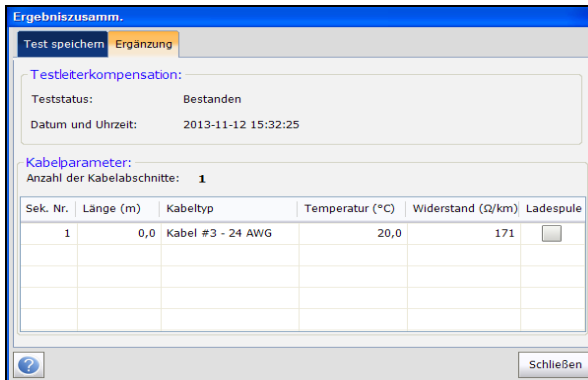 Ergebniszusamm.
Test speichern Ergänzung
Testleiterkompensation:
Teststatus: Bestanden
Datum und Uhrzeit: 2013-11-12 15:32:25
Kabelparameter:
Anzahl der Kabelabschnitte: 1
Sek. Nr. Länge (m) Kabeltyp Temperatur (°C) Widerstand (Ω/km) Ladespule
1 0,0 Kabel #3 - 24 AWG 20,0 171
? Schließen